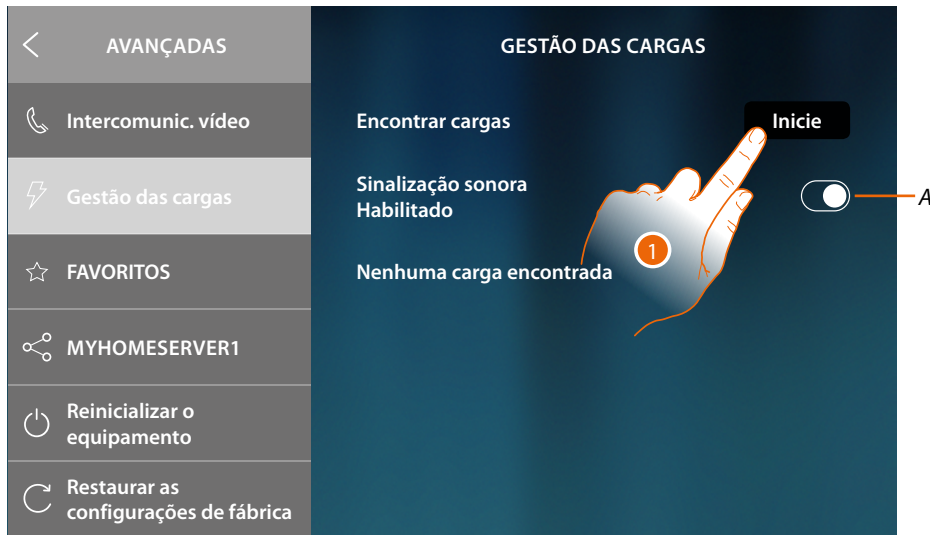 AVANÇADAS
Intercomunic. vídeo
Gestão das cargas
FAVORITOS
MYHOMESERVER1
Reinicializar o
equipamento
Restaurar as
configurações de fábrica
GESTÃO DAS CARGAS
Encontrar cargas
Inicie
Sinalização sonora
Habilitado
A
1
Nenhuma carga encontrada